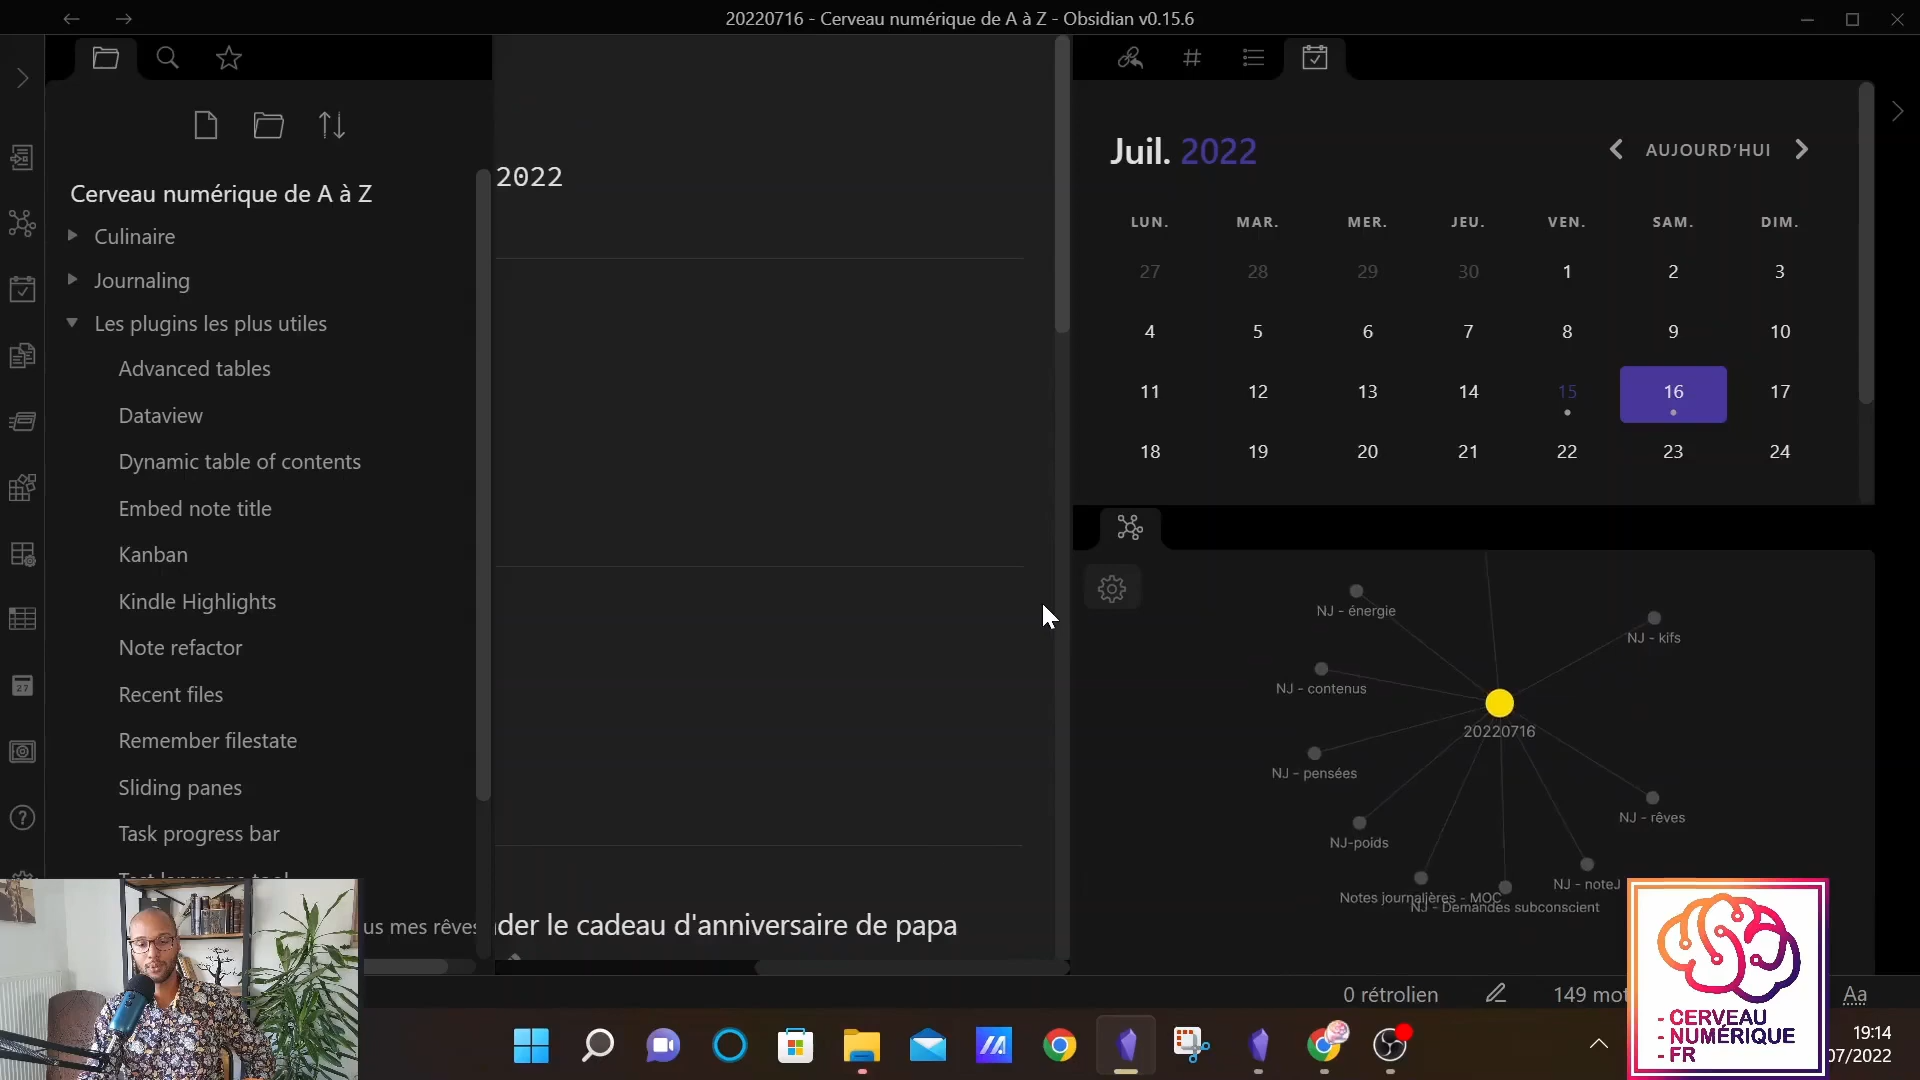 20220716 - Cerveau numérique de A à Z - Obsidian v0.15.6
Cerveau numérique de A à Z
Culinaire
Journaling
Les plugins les plus utiles
Advanced tables
Dataview
Dynamic table of contents
Embed note title
Kanban
Kindle Highlights
Note refactor
Recent files
Remember filestate
Sliding panes
Task progress bar
us mes rêves
2022
der le cadeau d'anniversaire de papa
Juil. 2022
AUJOURD'HUI
LUN. MAR. MER. JEU. VEN. SAM. DIM.
27 28 29 30 1 2 3
4 5 6 7 8 9 10
11 12 13 14 15 16 17
18 19 20 21 22 23 24
NJ - énergie
NJ - kifs
NJ - contenus
20220716
NJ - pensées
NJ - rêves
NJ-poids
NJ - noteJ
Notes journalières - MOC
NJ - Demandes subconscient
0 rétrolien
149 mot
Aa
27
- CERVEAU
- NUMÉRIQUE
- FR
19:14
07/2022